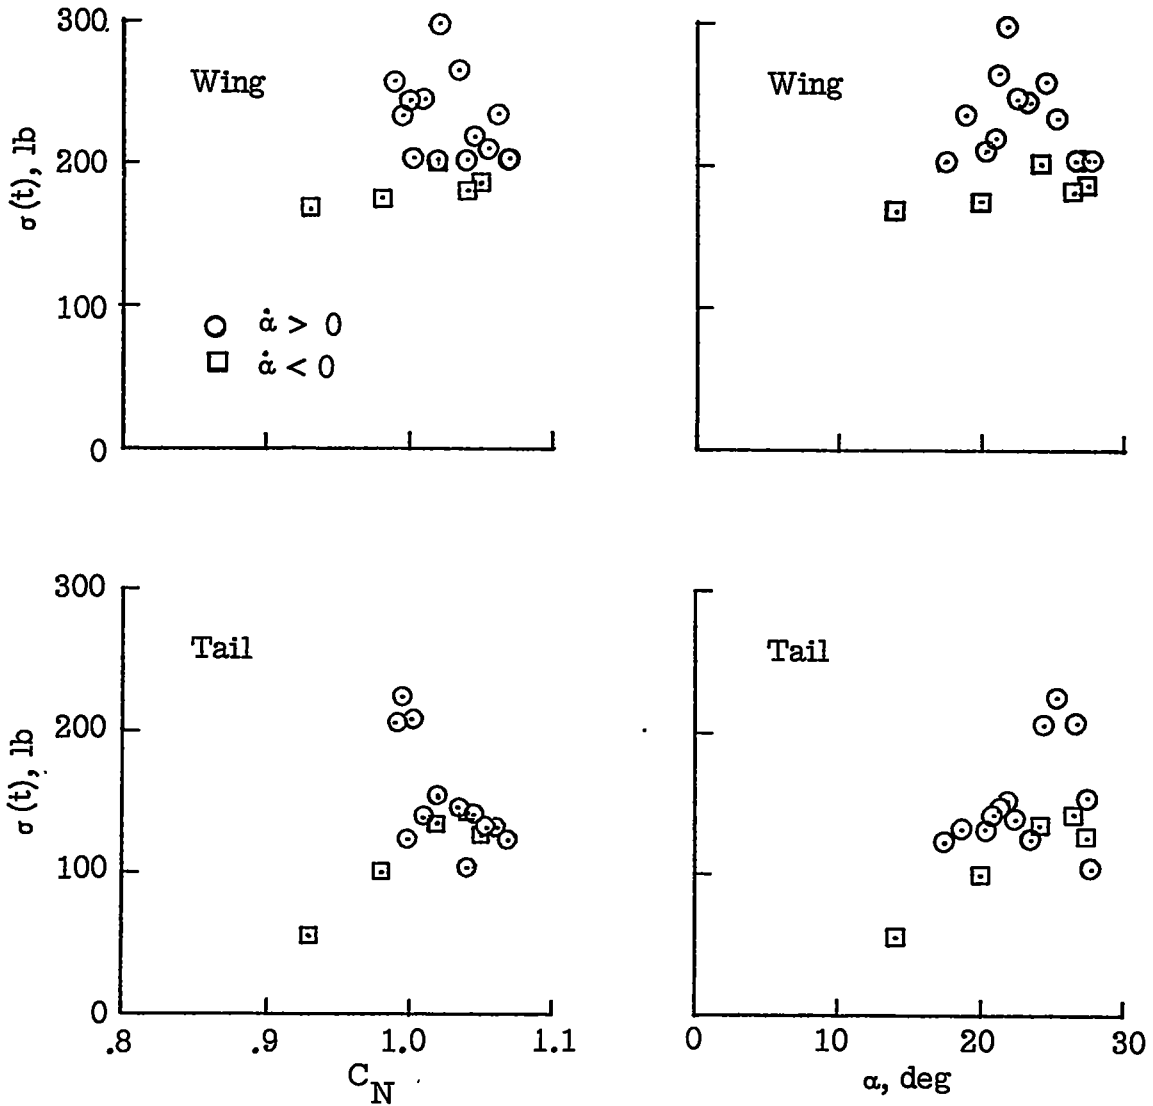 300
Wing
Wing
200
σ(t), lb
100
α̇ > 0
α̇ < 0
0
300
Tail
Tail
200
σ(t), lb
100
0
.8 .9 1.0 1.1
0 10 20 30
C_N
α, deg